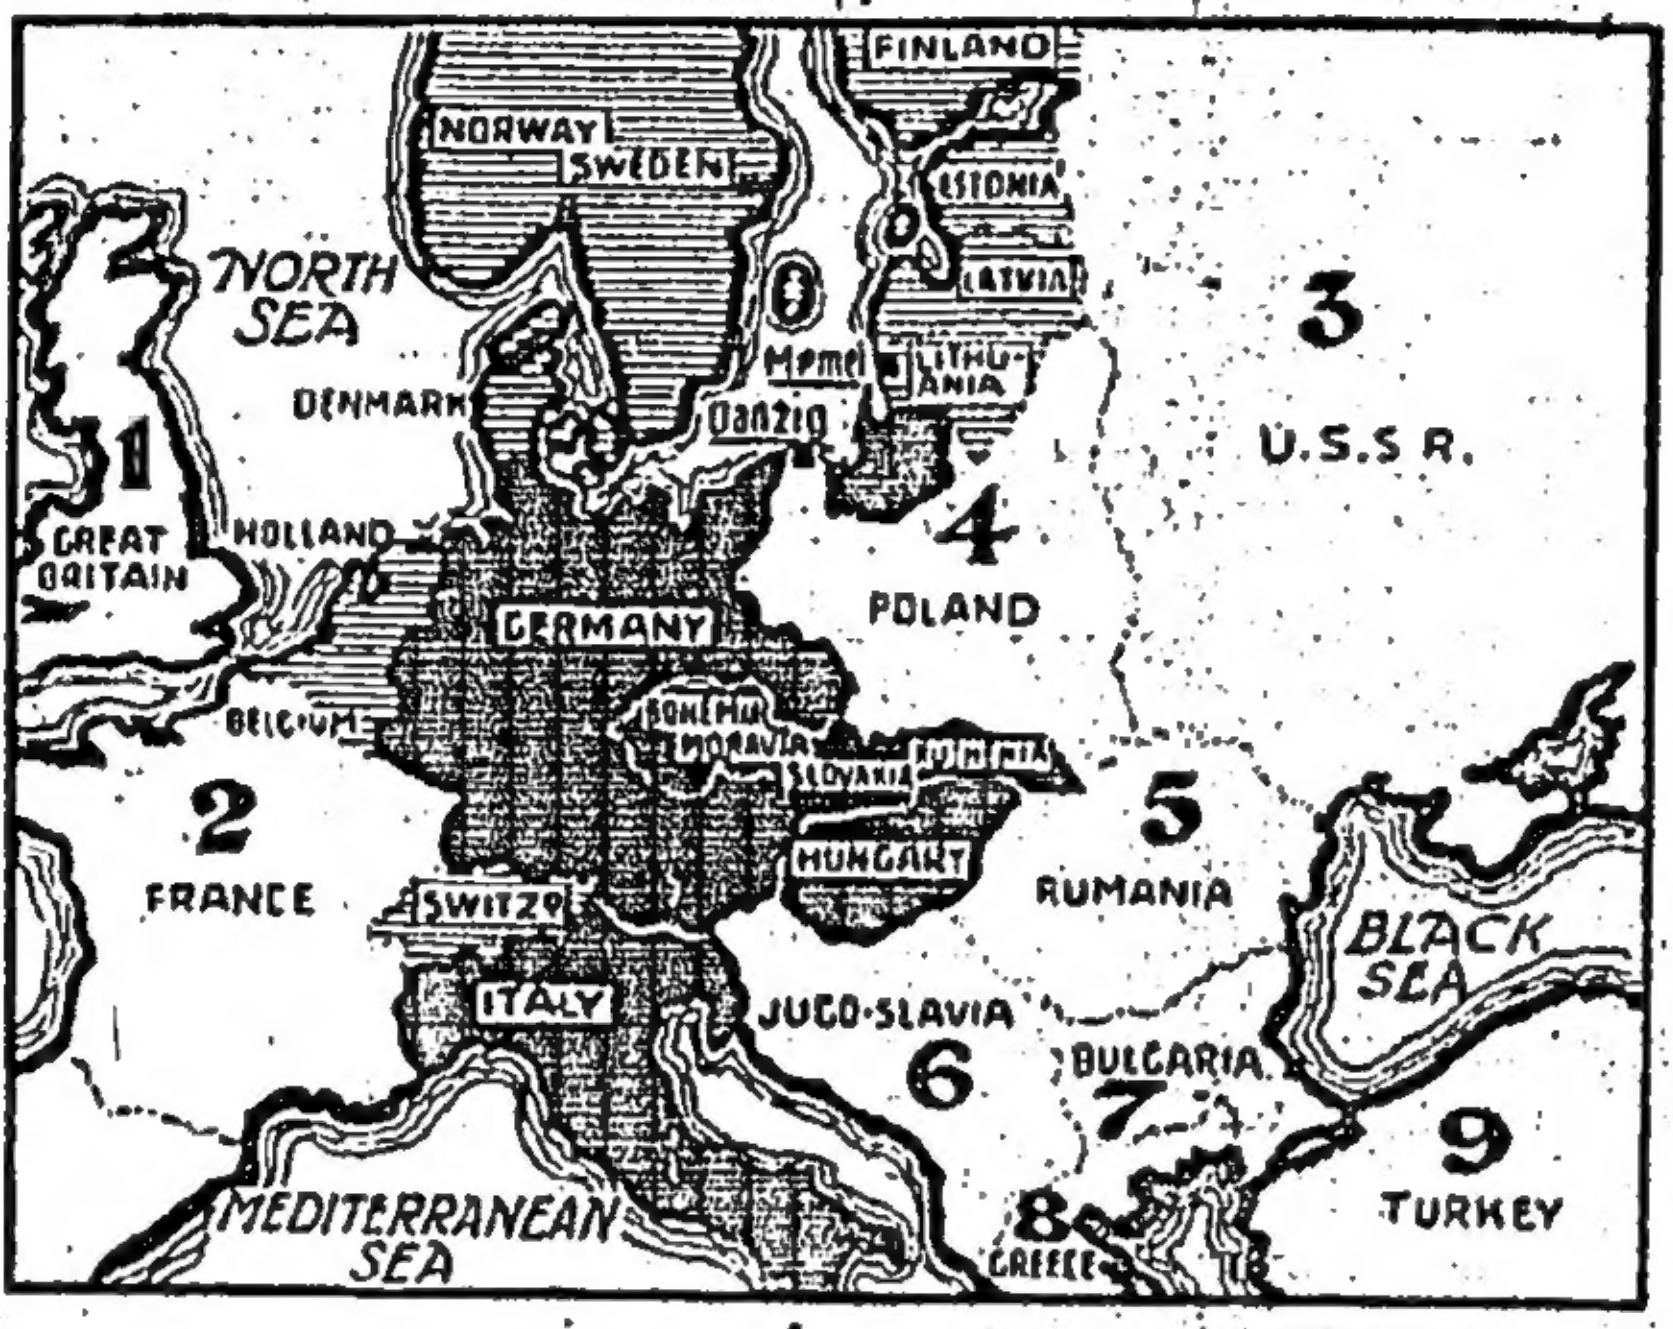 FINLAND
NORWAY
SWEDEN
ESTONIA
NORTH
SEA
0
LATVIA
3
Memel
LITHU-
ANIA
DENMARK
Danzig
1
U.S.S R.
4
GREAT
BRITAIN
HOLLAND
GERMANY
POLAND
BELGIUM
BOHEMIA
MORAVIA
SLOVAKIA
2
5
FRANCE
HUNGARY
RUMANIA
SWITZD
BLACK
SEA
ITALY
JUGO-SLAVIA
6
BULGARIA
7
9
MEDITERRANEAN
SEA
8
GREECE
TURKEY